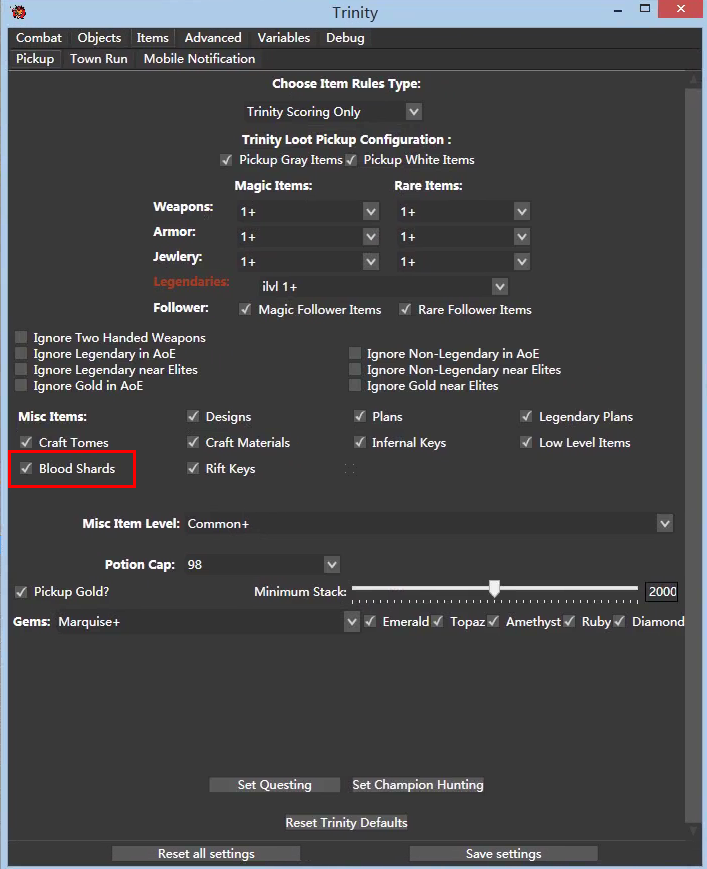 Trinity
Combat Objects Items Advanced Variables Debug
Pickup Town Run Mobile Notification
Choose Item Rules Type:
Trinity Scoring Only
Trinity Loot Pickup Configuration :
Pickup Gray Items Pickup White Items
Magic Items: Rare Items:
Weapons: 1+ 1+
Armor: 1+ 1+
Jewlery: 1+ 1+
Legendaries: ilvl 1+
Follower: Magic Follower Items Rare Follower Items
Ignore Two Handed Weapons
Ignore Legendary in AoE Ignore Non-Legendary in AoE
Ignore Legendary near Elites Ignore Non-Legendary near Elites
Ignore Gold in AoE Ignore Gold near Elites
Misc Items: Designs Plans Legendary Plans
Craft Tomes Craft Materials Infernal Keys Low Level Items
Blood Shards Rift Keys
Misc Item Level: Common+
Potion Cap: 98
Pickup Gold? Minimum Stack: 2000
Gems: Marquise+ Emerald Topaz Amethyst Ruby Diamond
Set Questing Set Champion Hunting
Reset Trinity Defaults
Reset all settings Save settings